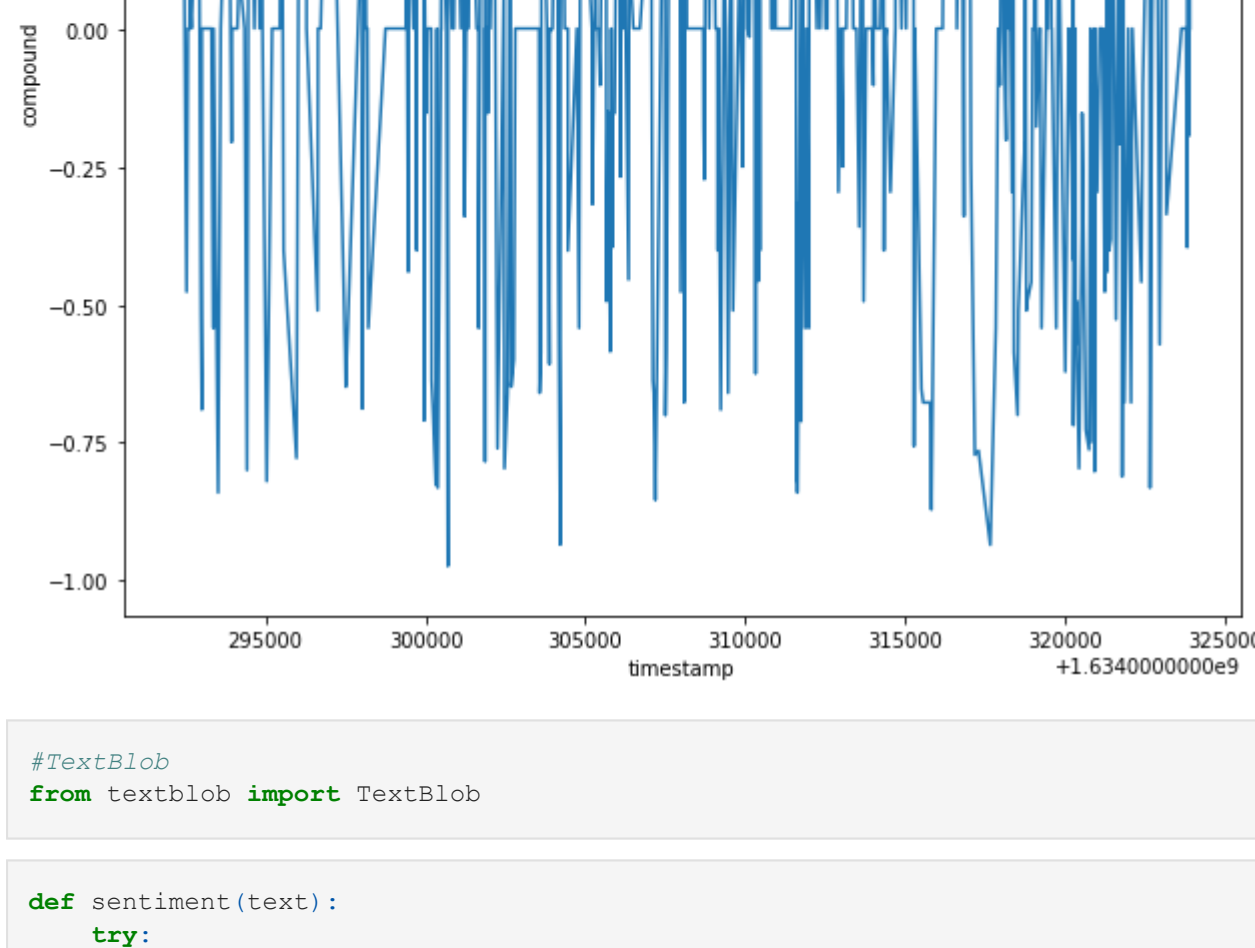 0.00
compound
−0.25
−0.50
−0.75
−1.00
295000 300000 305000 310000 315000 320000 32500
timestamp
+1.6340000000e9
#TextBlob
from textblob import TextBlob
def sentiment(text):
    try: